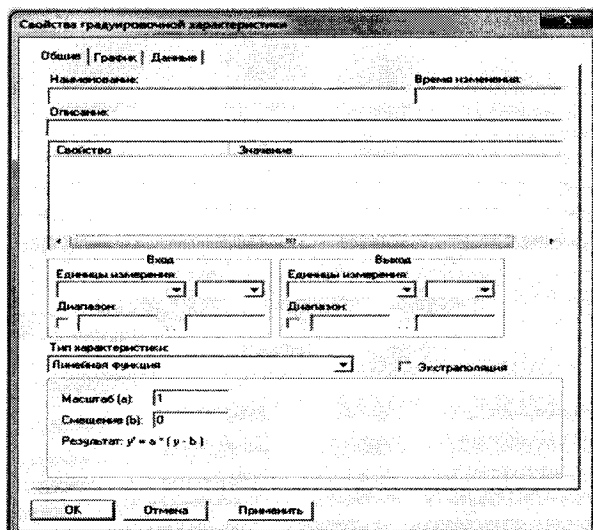 Свойства градуировочной характеристики
Общие График Данные
Наименование: Время изменения:
Описание:
Свойство Значение
Вход Выход
Единицы измерения: Единицы измерения:
Диапазон: Диапазон:
Тип характеристики:
Линейная функция Экстраполяция
Масштаб (a): 1
Смещение (b): 0
Результат: y' = a * ( y - b )
OK Отмена Применить